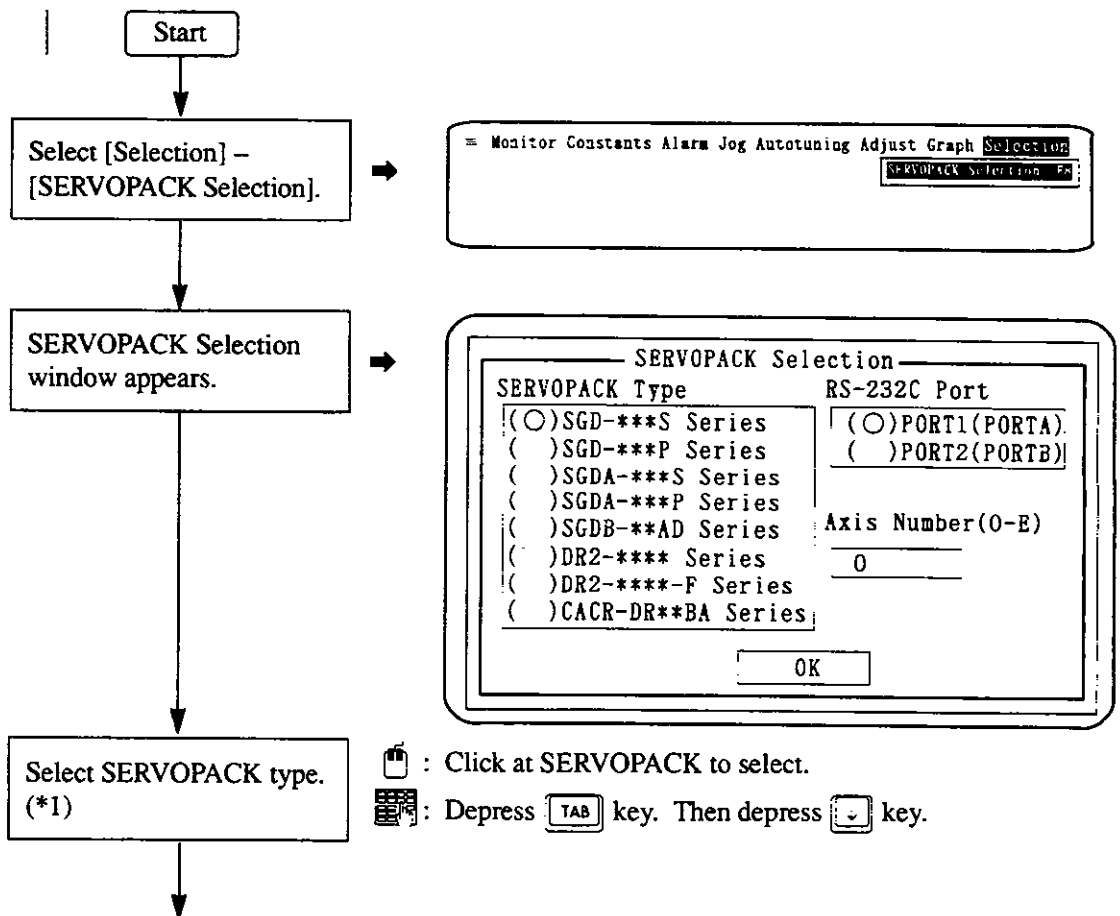 Start
Select [Selection] –
[SERVOPACK Selection].
≡ Monitor Constants Alarm Jog Autotuning Adjust Graph Selection
SERVOPACK Selection
SERVOPACK Selection
window appears.
SERVOPACK Selection
SERVOPACK Type
RS-232C Port
(○)SGD-***S Series
(○)PORT1(PORTA)
( )SGD-***P Series
( )PORT2(PORTB)
( )SGDA-***S Series
( )SGDA-***P Series
( )SGDB-**AD Series
Axis Number(0-E)
( )DR2-**** Series
0
( )DR2-****-F Series
( )CACR-DR**BA Series
OK
Select SERVOPACK type.
(*1)
: Click at SERVOPACK to select.
: Depress TAB key. Then depress ↓ key.